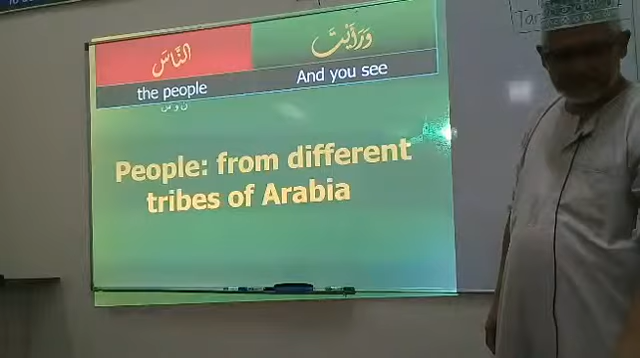 وَرَأَيْتَ النَّاسَ
And you see the people
ن و س
People: from different
tribes of Arabia